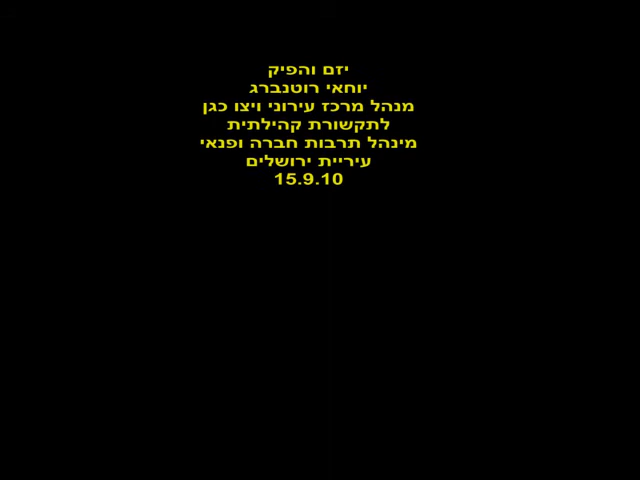 יזם והפיק
יוחאי רוטנברג
מנהל מרכז עירוני ויצו כגן
לתקשורת קהילתית
מינהל תרבות חברה ופנאי
עיריית ירושלים
15.9.10